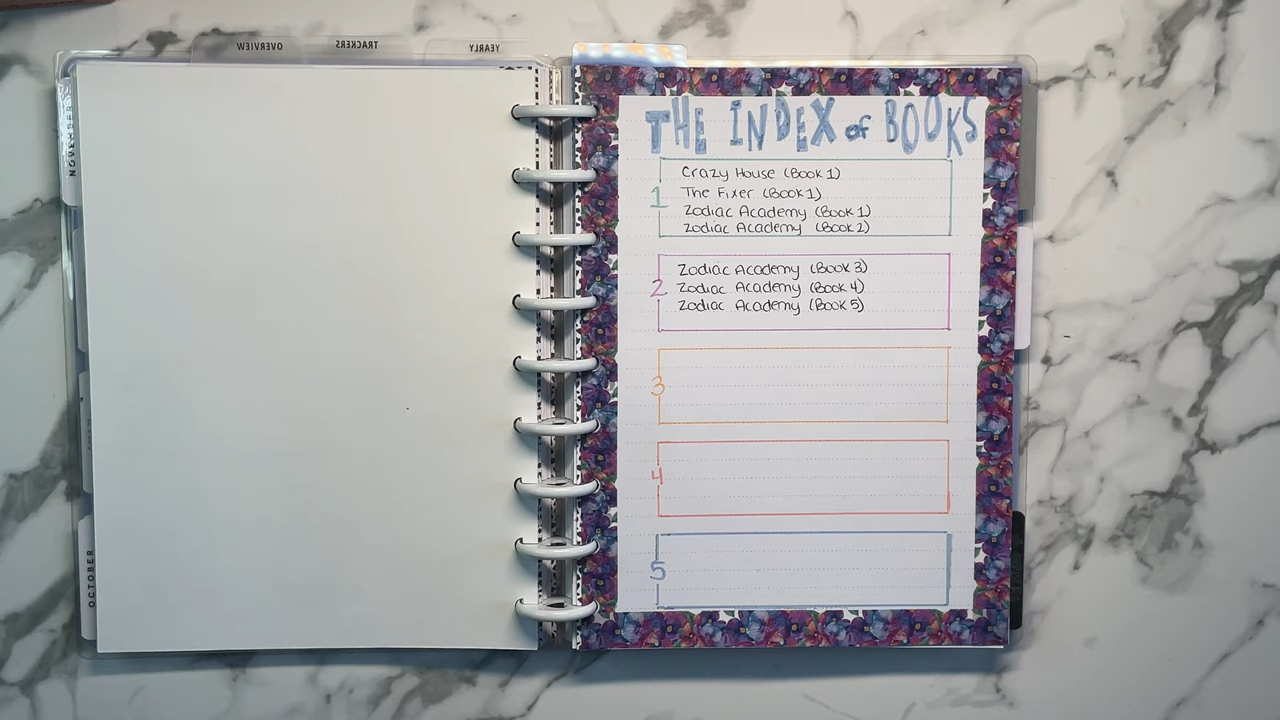 OVERVIEW
TRACKERS
YEARLY
OCTOBER
THE INDEX of BOOKS
1
Crazy House (Book 1)
The Fixer (Book 1)
Zodiac Academy (Book 1)
Zodiac Academy (Book 2)
2
Zodiac Academy (Book 3)
Zodiac Academy (Book 4)
Zodiac Academy (Book 5)
3
4
5